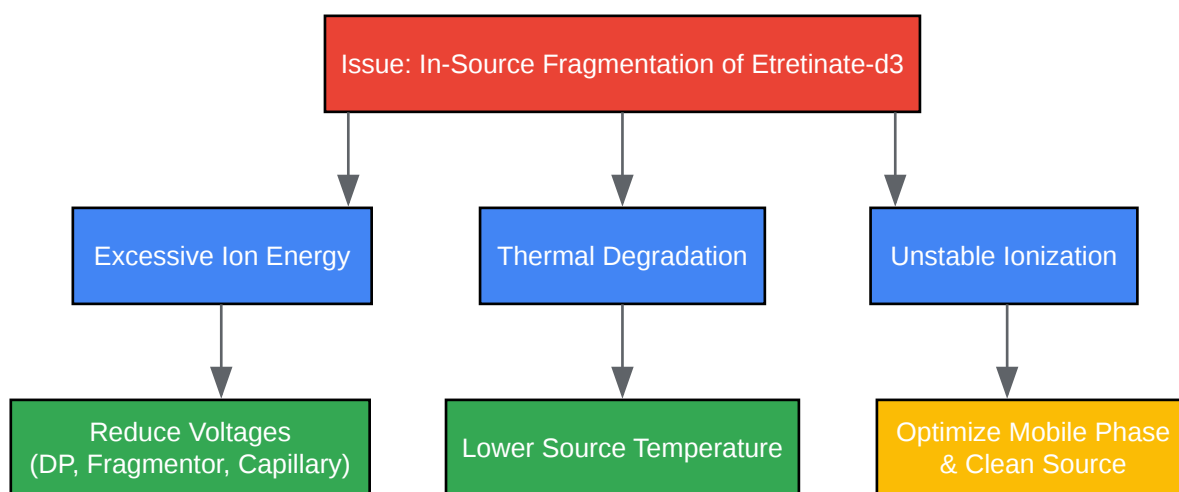 Issue: In-Source Fragmentation of Etretinate-d3
Excessive Ion Energy
Thermal Degradation
Unstable Ionization
Reduce Voltages
(DP, Fragmentor, Capillary)
Lower Source Temperature
Optimize Mobile Phase
& Clean Source